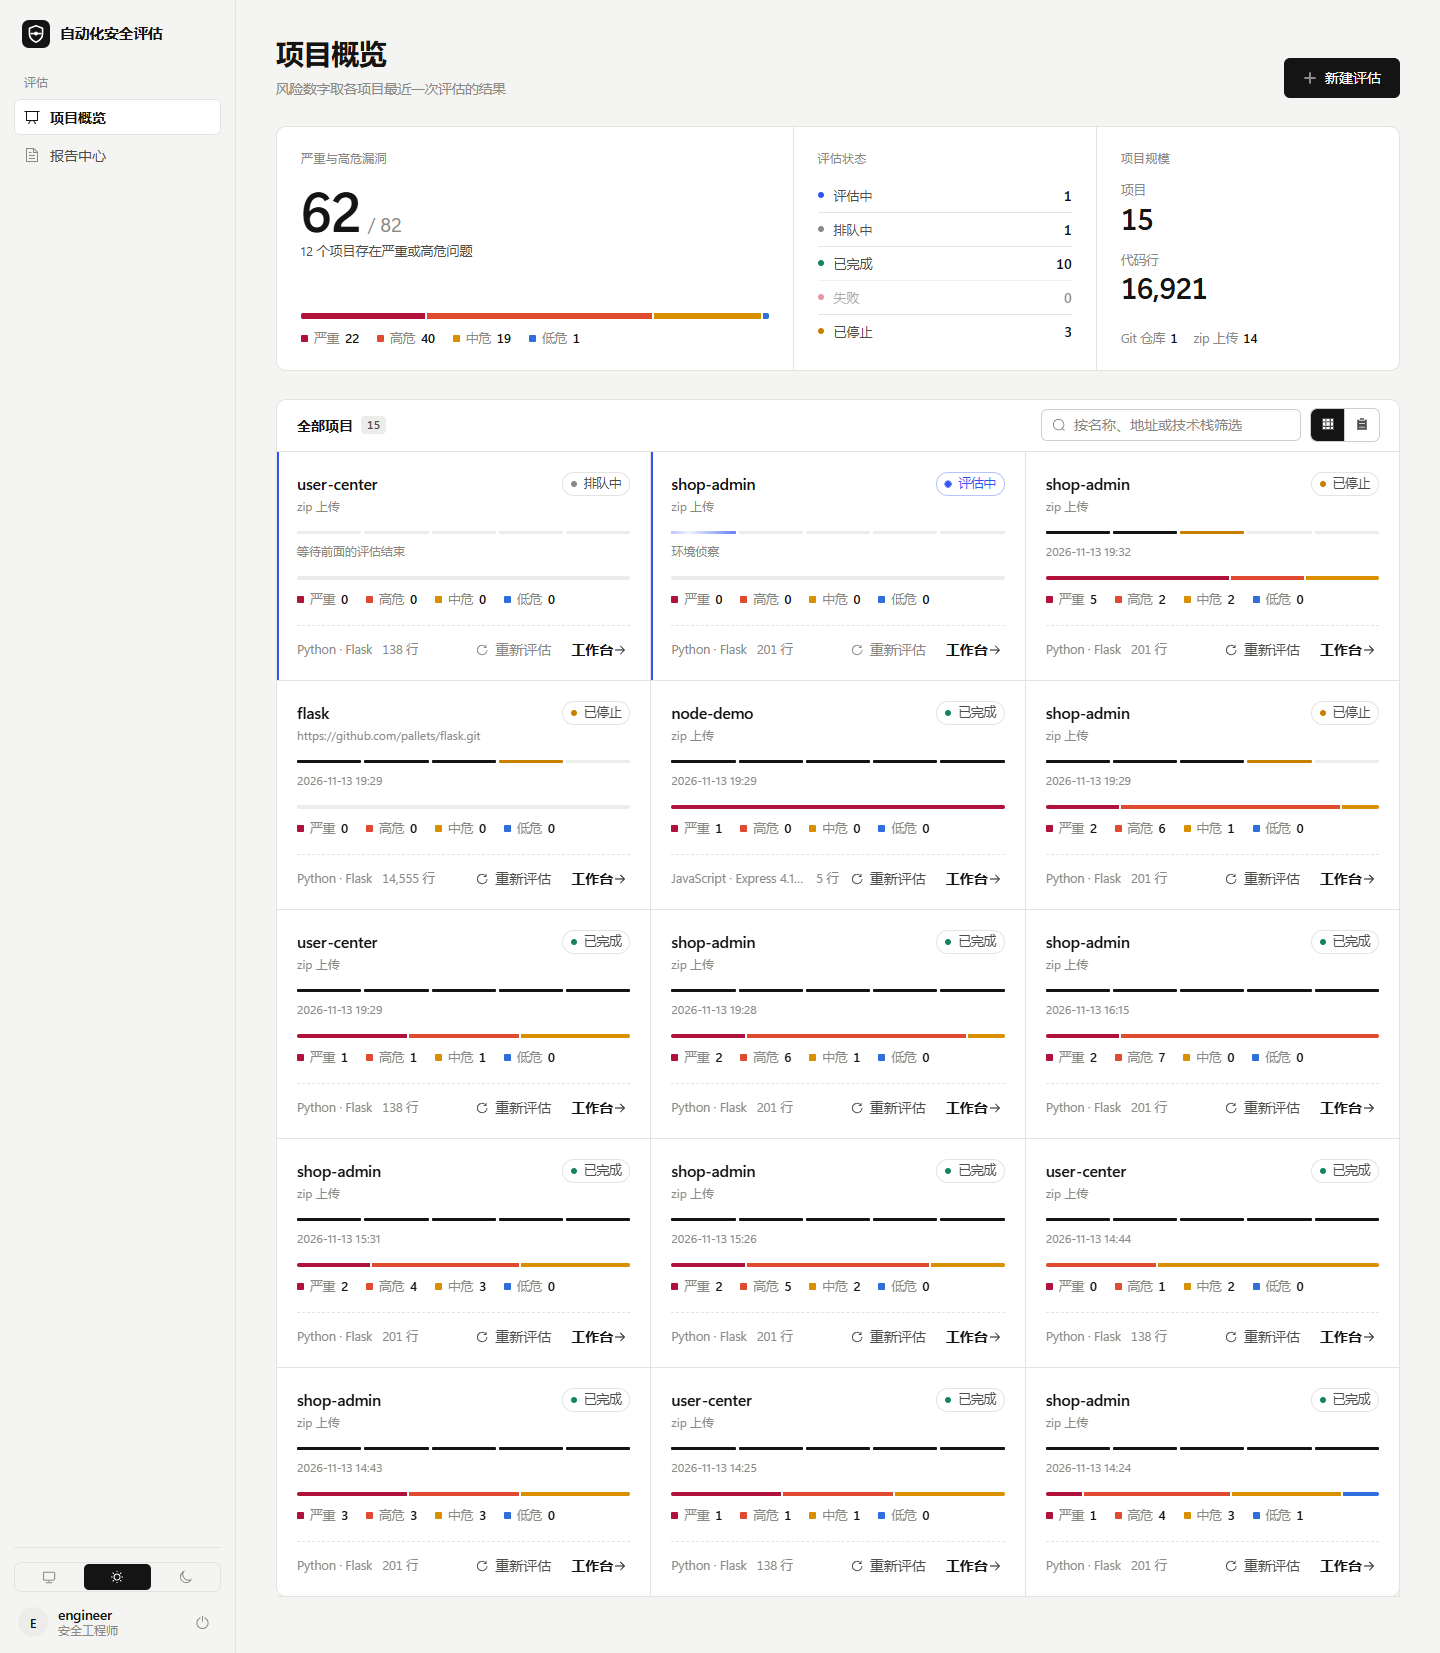 自动化安全评估
评估
项目概览
报告中心
项目概览
风险数字取各项目最近一次评估的结果
新建评估
严重与高危漏洞
62 / 82
12 个项目存在严重或高危问题
严重 22 高危 40 中危 19 低危 1
评估状态
评估中 1
排队中 1
已完成 10
失败 0
已停止 3
项目规模
项目
15
代码行
16,921
Git 仓库 1 zip 上传 14
全部项目 15
按名称、地址或技术栈筛选
user-center 排队中
zip 上传
等待前面的评估结束
严重 0 高危 0 中危 0 低危 0
Python · Flask 138 行 重新评估 工作台→
shop-admin 评估中
zip 上传
环境侦察
严重 0 高危 0 中危 0 低危 0
Python · Flask 201 行 重新评估 工作台→
shop-admin 已停止
zip 上传
2026-11-13 19:32
严重 5 高危 2 中危 2 低危 0
Python · Flask 201 行 重新评估 工作台→
flask 已停止
https://github.com/pallets/flask.git
2026-11-13 19:29
严重 0 高危 0 中危 0 低危 0
Python · Flask 14,555 行 重新评估 工作台→
node-demo 已完成
zip 上传
2026-11-13 19:29
严重 1 高危 0 中危 0 低危 0
JavaScript · Express 4.1... 5 行 重新评估 工作台→
shop-admin 已停止
zip 上传
2026-11-13 19:29
严重 2 高危 6 中危 1 低危 0
Python · Flask 201 行 重新评估 工作台→
user-center 已完成
zip 上传
2026-11-13 19:29
严重 1 高危 1 中危 1 低危 0
Python · Flask 138 行 重新评估 工作台→
shop-admin 已完成
zip 上传
2026-11-13 19:28
严重 2 高危 6 中危 1 低危 0
Python · Flask 201 行 重新评估 工作台→
shop-admin 已完成
zip 上传
2026-11-13 16:15
严重 2 高危 7 中危 0 低危 0
Python · Flask 201 行 重新评估 工作台→
shop-admin 已完成
zip 上传
2026-11-13 15:31
严重 2 高危 4 中危 3 低危 0
Python · Flask 201 行 重新评估 工作台→
shop-admin 已完成
zip 上传
2026-11-13 15:26
严重 2 高危 5 中危 2 低危 0
Python · Flask 201 行 重新评估 工作台→
user-center 已完成
zip 上传
2026-11-13 14:44
严重 0 高危 1 中危 2 低危 0
Python · Flask 138 行 重新评估 工作台→
shop-admin 已完成
zip 上传
2026-11-13 14:43
严重 3 高危 3 中危 3 低危 0
Python · Flask 201 行 重新评估 工作台→
user-center 已完成
zip 上传
2026-11-13 14:25
严重 1 高危 1 中危 1 低危 0
Python · Flask 138 行 重新评估 工作台→
shop-admin 已完成
zip 上传
2026-11-13 14:24
严重 1 高危 4 中危 3 低危 1
Python · Flask 201 行 重新评估 工作台→
E engineer
安全工程师